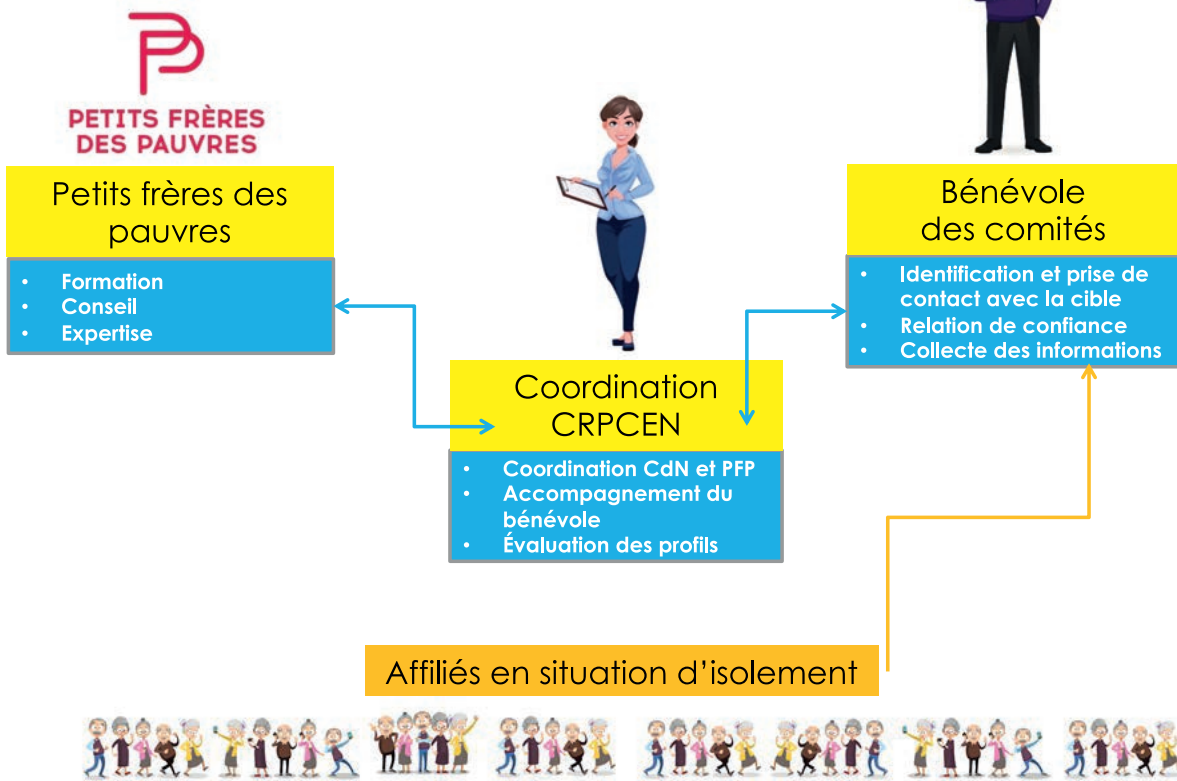 PETITS FRÈRES
DES PAUVRES
Petits frères des
pauvres
• Formation
• Conseil
• Expertise
Bénévole
des comités
• Identification et prise de
contact avec la cible
• Relation de confiance
• Collecte des informations
Coordination
CRPCEN
• Coordination CdN et PFP
• Accompagnement du
bénévole
• Évaluation des profils
Affiliés en situation d'isolement